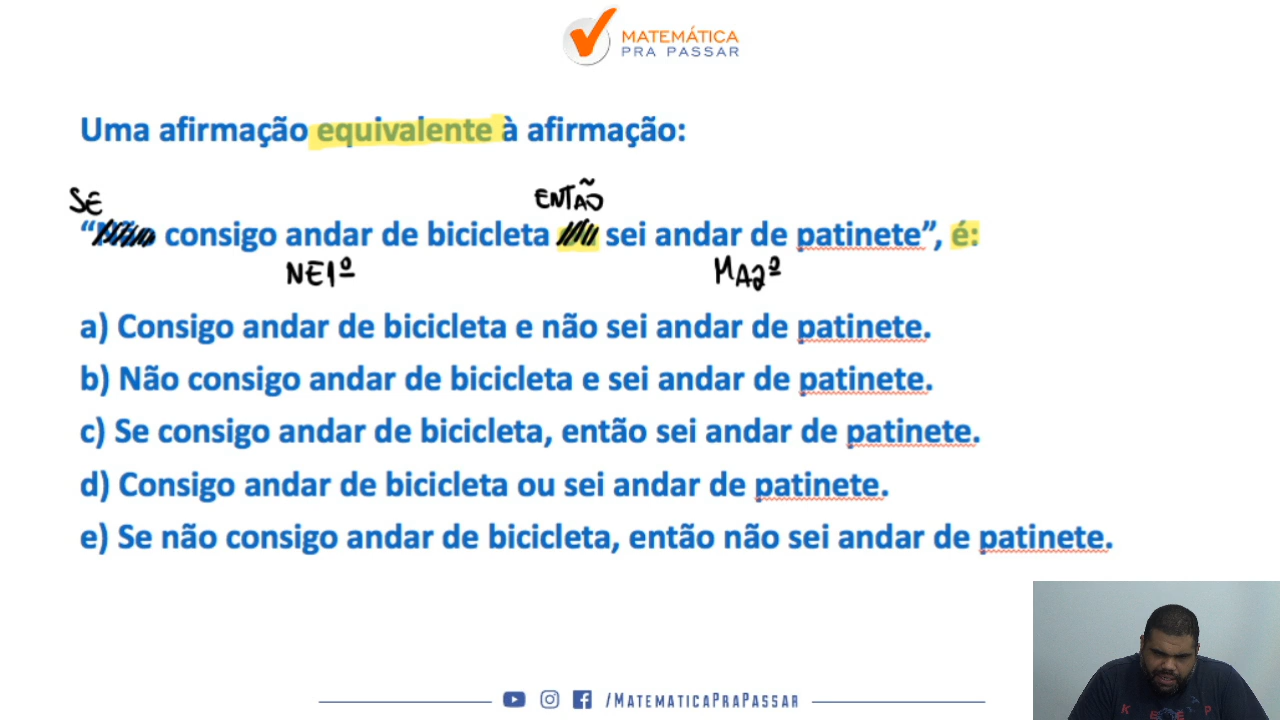 MATEMÁTICA
PRA PASSAR
Uma afirmação equivalente à afirmação:
SE ENTÃO
“ consigo andar de bicicleta sei andar de patinete”, é:
NE1º MA2º
a) Consigo andar de bicicleta e não sei andar de patinete.
b) Não consigo andar de bicicleta e sei andar de patinete.
c) Se consigo andar de bicicleta, então sei andar de patinete.
d) Consigo andar de bicicleta ou sei andar de patinete.
e) Se não consigo andar de bicicleta, então não sei andar de patinete.
K E E P
/MATEMATICAPRAPASSAR